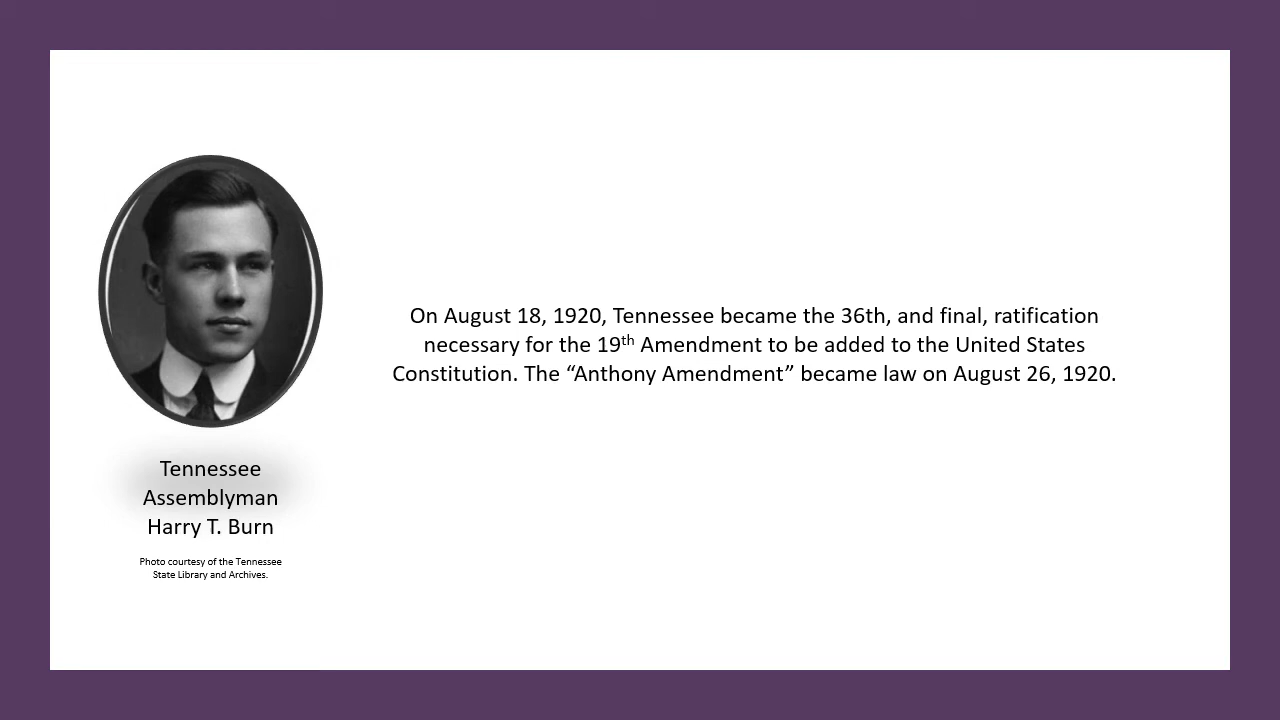 On August 18, 1920, Tennessee became the 36th, and final, ratification
necessary for the 19th Amendment to be added to the United States
Constitution. The “Anthony Amendment” became law on August 26, 1920.
Tennessee
Assemblyman
Harry T. Burn
Photo courtesy of the Tennessee
State Library and Archives.